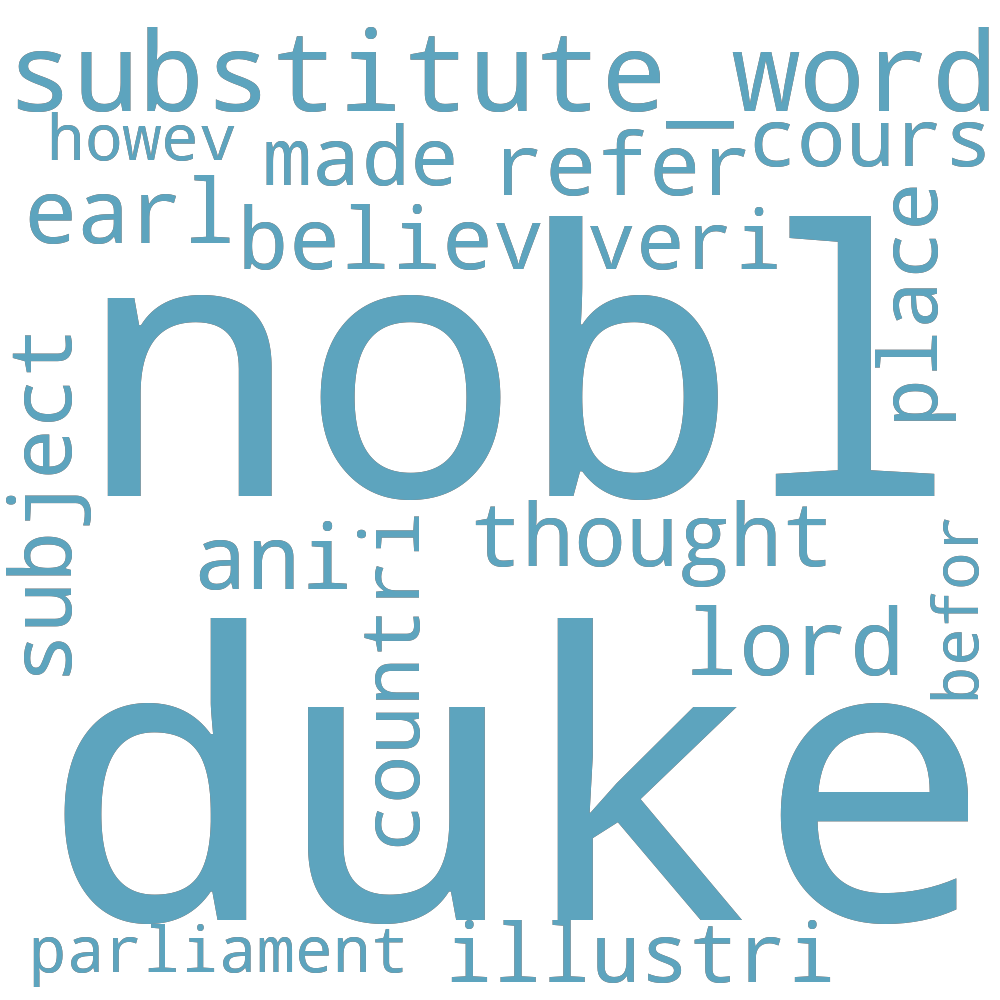 substitute_word
howev made refer cours
earl believ veri place
nobl
subject
ani thought
countri lord befor
duke
parliament illustri